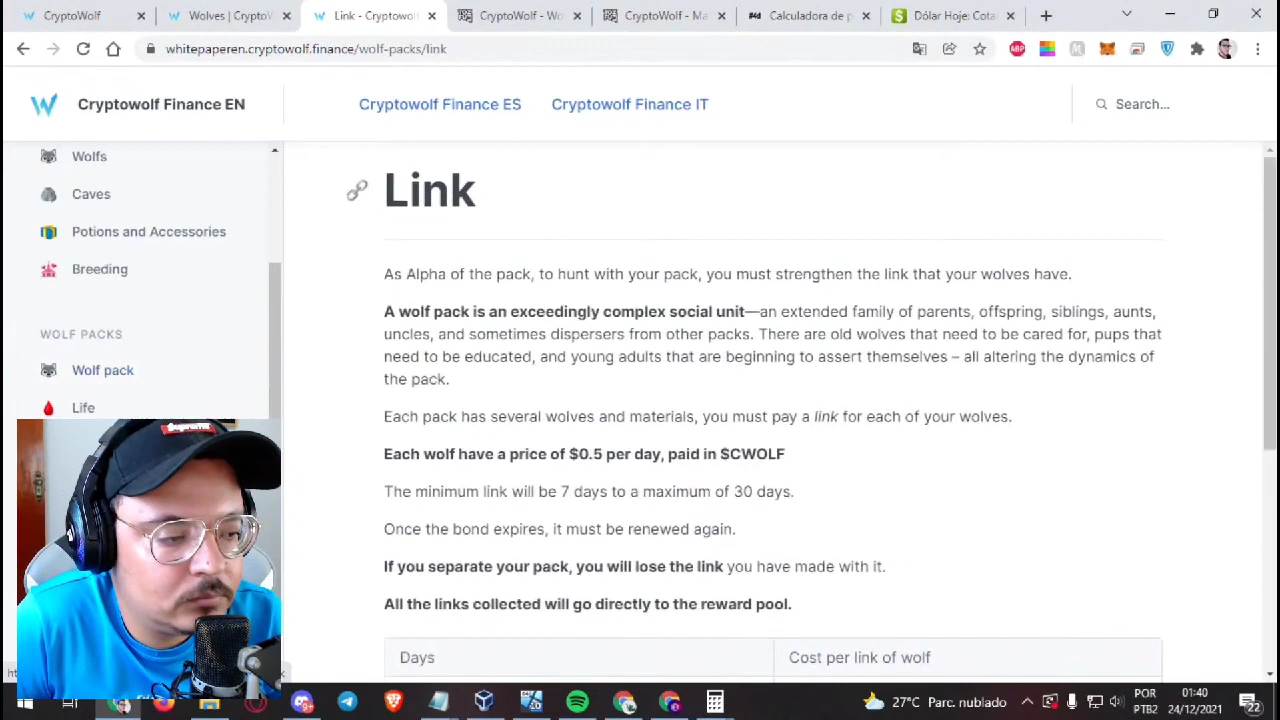 CryptoWolf
Wolves | CryptoV
Link - Cryptowolf
CryptoWolf - Wo
CryptoWolf - Ma
Calculadora de p
Dólar Hoje: Cota
whitepaperen.cryptowolf.finance/wolf-packs/link
ABP
Cryptowolf Finance EN
Cryptowolf Finance ES
Cryptowolf Finance IT
Search...
Wolfs
Caves
Potions and Accessories
Breeding
WOLF PACKS
Wolf pack
Life
Link
As Alpha of the pack, to hunt with your pack, you must strengthen the link that your wolves have.
A wolf pack is an exceedingly complex social unit—an extended family of parents, offspring, siblings, aunts,
uncles, and sometimes dispersers from other packs. There are old wolves that need to be cared for, pups that
need to be educated, and young adults that are beginning to assert themselves – all altering the dynamics of
the pack.
Each pack has several wolves and materials, you must pay a link for each of your wolves.
Each wolf have a price of $0.5 per day, paid in $CWOLF
The minimum link will be 7 days to a maximum of 30 days.
Once the bond expires, it must be renewed again.
If you separate your pack, you will lose the link you have made with it.
All the links collected will go directly to the reward pool.
Days
Cost per link of wolf
27°C Parc. nublado
POR
PTB2
01:40
24/12/2021
22